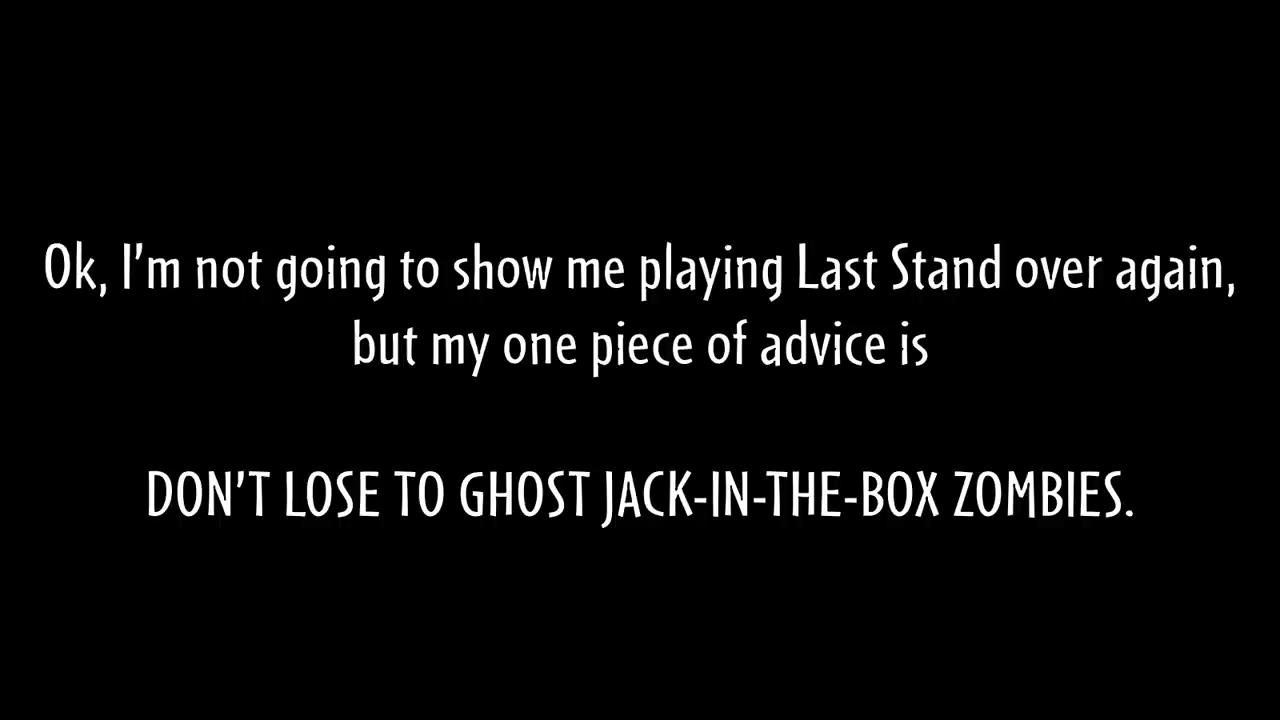 Ok, I’m not going to show me playing Last Stand over again,
but my one piece of advice is
DON’T LOSE TO GHOST JACK-IN-THE-BOX ZOMBIES.